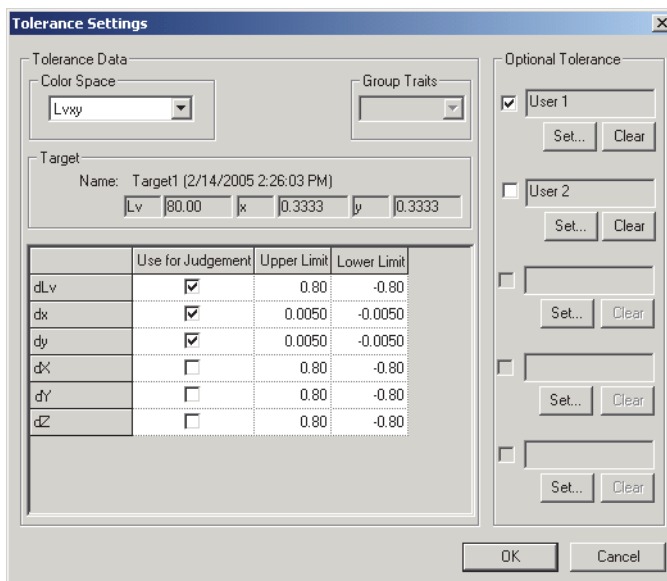 Tolerance Settings
Tolerance Data
Color Space
Lvxy
Group Traits
Target
Name: Target1 (2/14/2005 2:26:03 PM)
Lv 80.00 x 0.3333 y 0.3333
Use for Judgement Upper Limit Lower Limit
dLv 0.80 -0.80
dx 0.0050 -0.0050
dy 0.0050 -0.0050
dX 0.80 -0.80
dY 0.80 -0.80
dZ 0.80 -0.80
Optional Tolerance
User 1
Set... Clear
User 2
Set... Clear
Set... Clear
Set... Clear
Set... Clear
OK Cancel